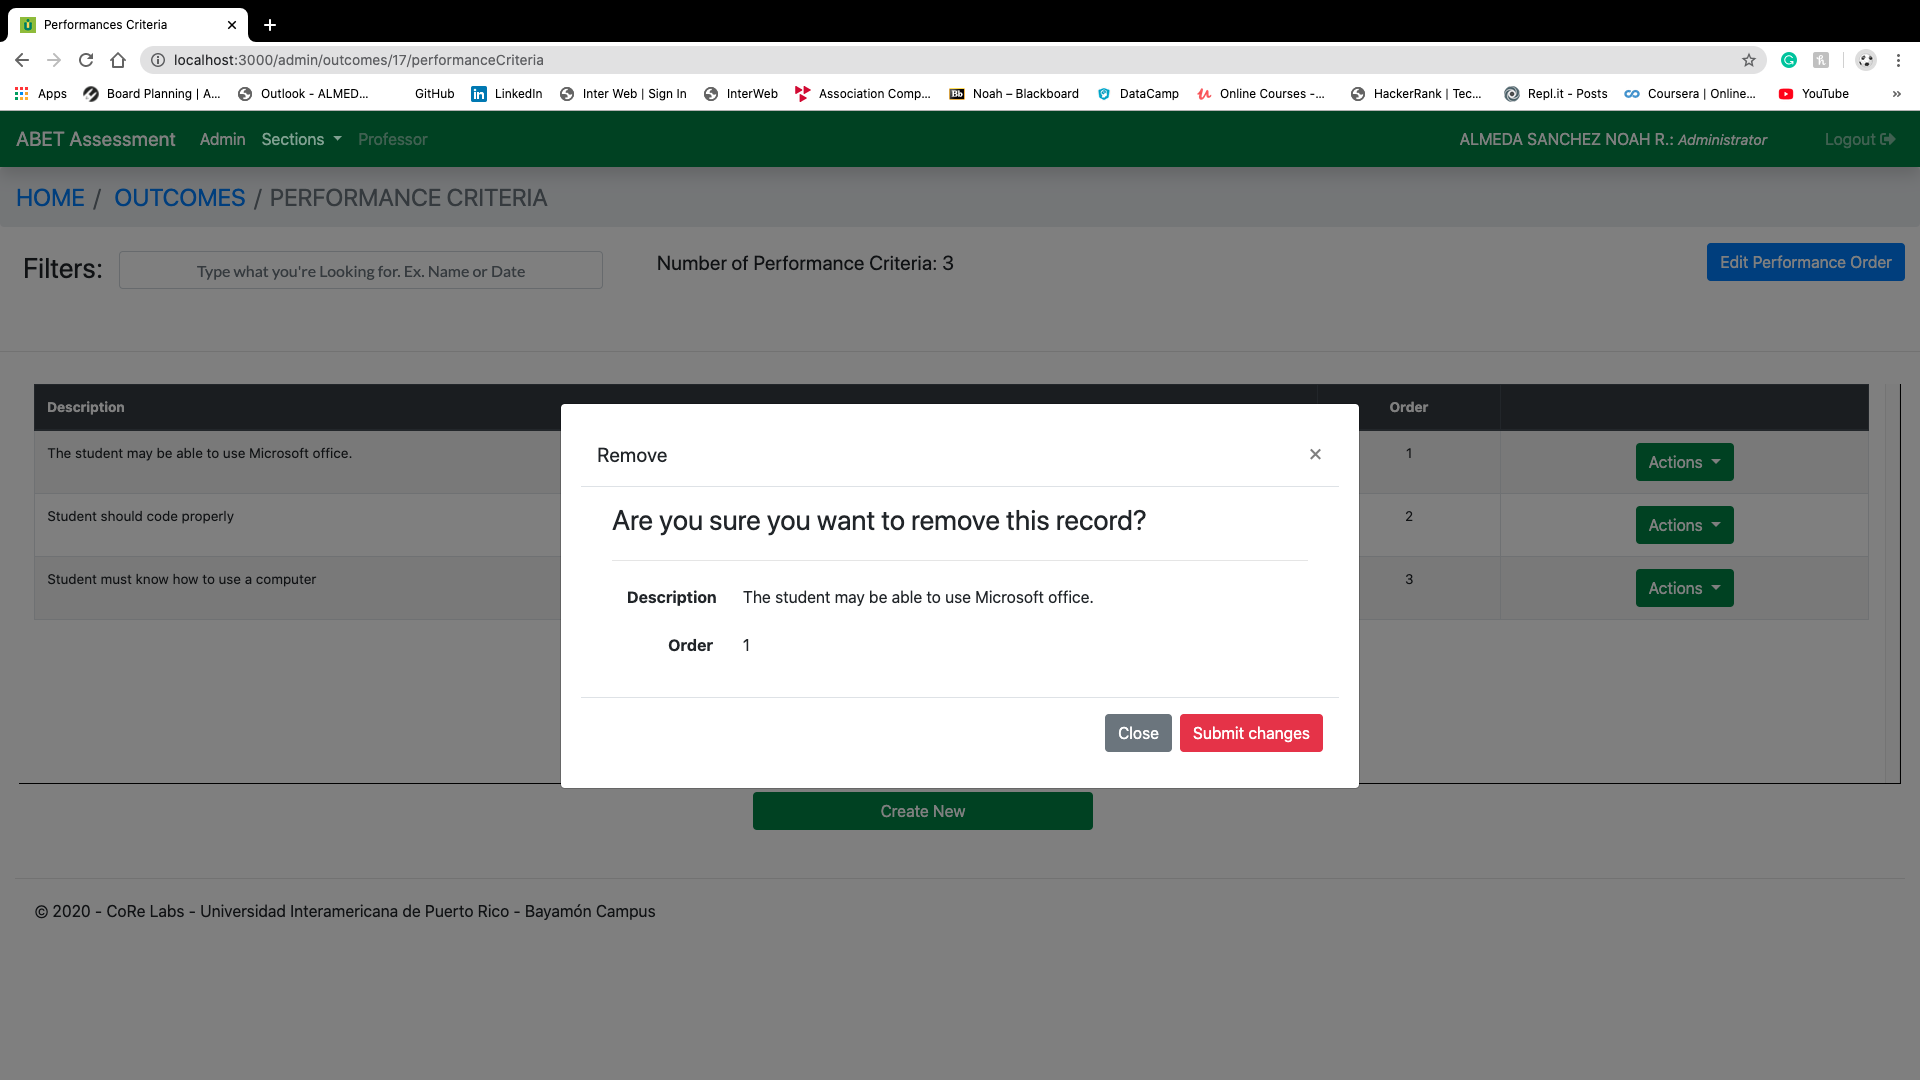 Performances Criteria
localhost:3000/admin/outcomes/17/performanceCriteria
Apps Board Planning | A... Outlook - ALMED... GitHub LinkedIn Inter Web | Sign In InterWeb Association Comp... Noah – Blackboard DataCamp Online Courses -... HackerRank | Tec... Repl.it - Posts Coursera | Online... YouTube »
ABET Assessment Admin Sections Professor ALMEDA SANCHEZ NOAH R.: Administrator Logout
HOME / OUTCOMES / PERFORMANCE CRITERIA
Filters: Type what you're Looking for. Ex. Name or Date Number of Performance Criteria: 3 Edit Performance Order
Description Order
The student may be able to use Microsoft office. 1 Actions
Student should code properly 2 Actions
Student must know how to use a computer 3 Actions
Remove ×
Are you sure you want to remove this record?
Description The student may be able to use Microsoft office.
Order 1
Close Submit changes
Create New
© 2020 - CoRe Labs - Universidad Interamericana de Puerto Rico - Bayamón Campus